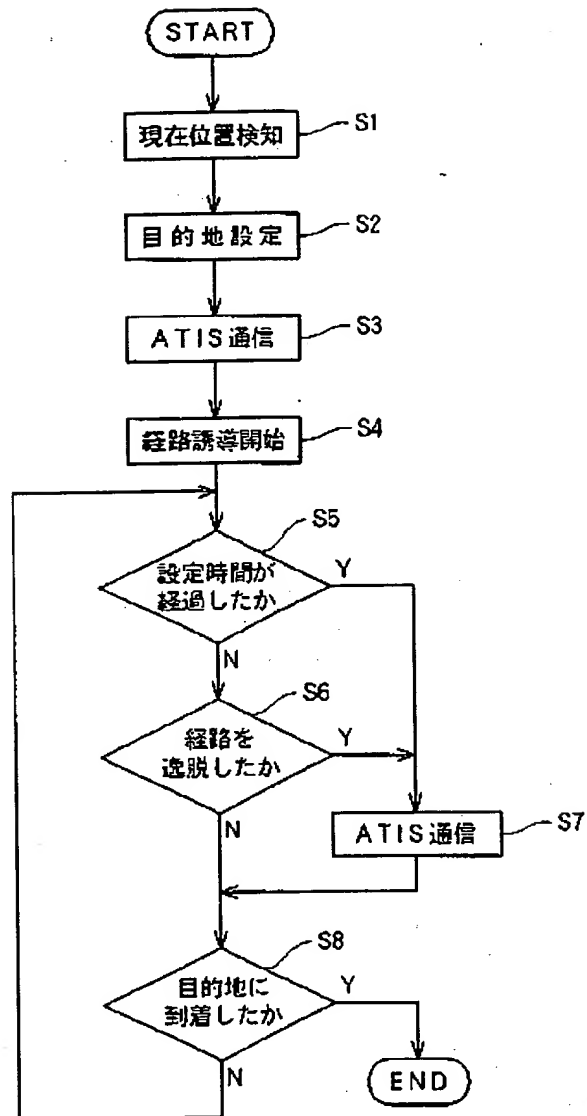 START
現在位置検知
S1
目的地設定
S2
ATIS通信
S3
経路誘導開始
S4
S5
設定時間が
経過したか
Y
N
S6
経路を
逸脱したか
Y
N
ATIS通信
S7
S8
目的地に
到着したか
Y
N
END